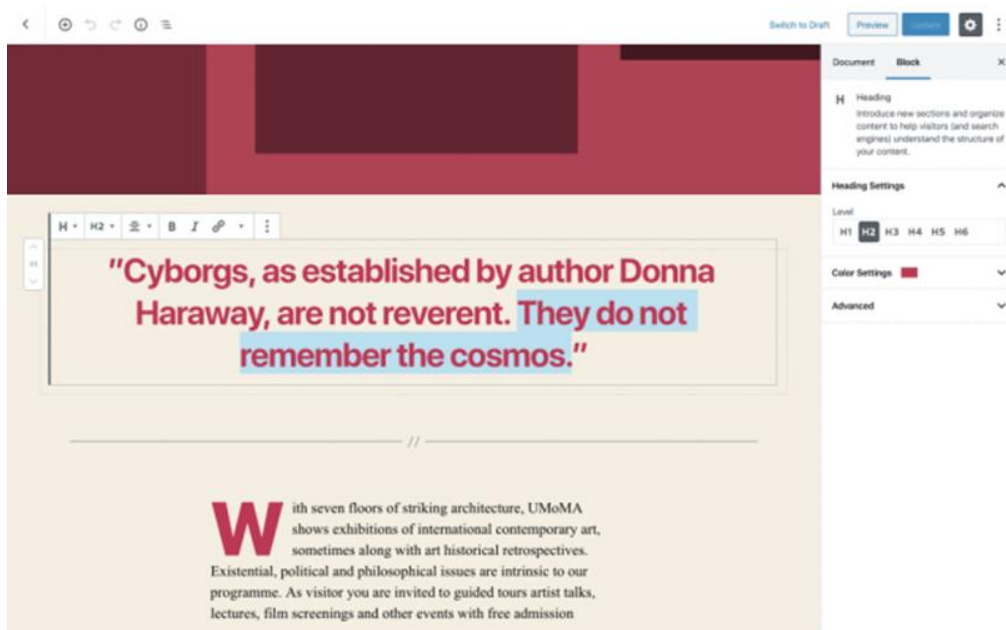 Switch to Draft
Preview
Update
Document Block
H Heading
Introduce new sections and organize
content to help visitors (and search
engines) understand the structure of
your content.
Heading Settings
Level
H1 H2 H3 H4 H5 H6
Color Settings
Advanced
H H2 B I
"Cyborgs, as established by author Donna
Haraway, are not reverent. They do not
remember the cosmos."
//
With seven floors of striking architecture, UMoMA
shows exhibitions of international contemporary art,
sometimes along with art historical retrospectives.
Existential, political and philosophical issues are intrinsic to our
programme. As visitor you are invited to guided tours artist talks,
lectures, film screenings and other events with free admission